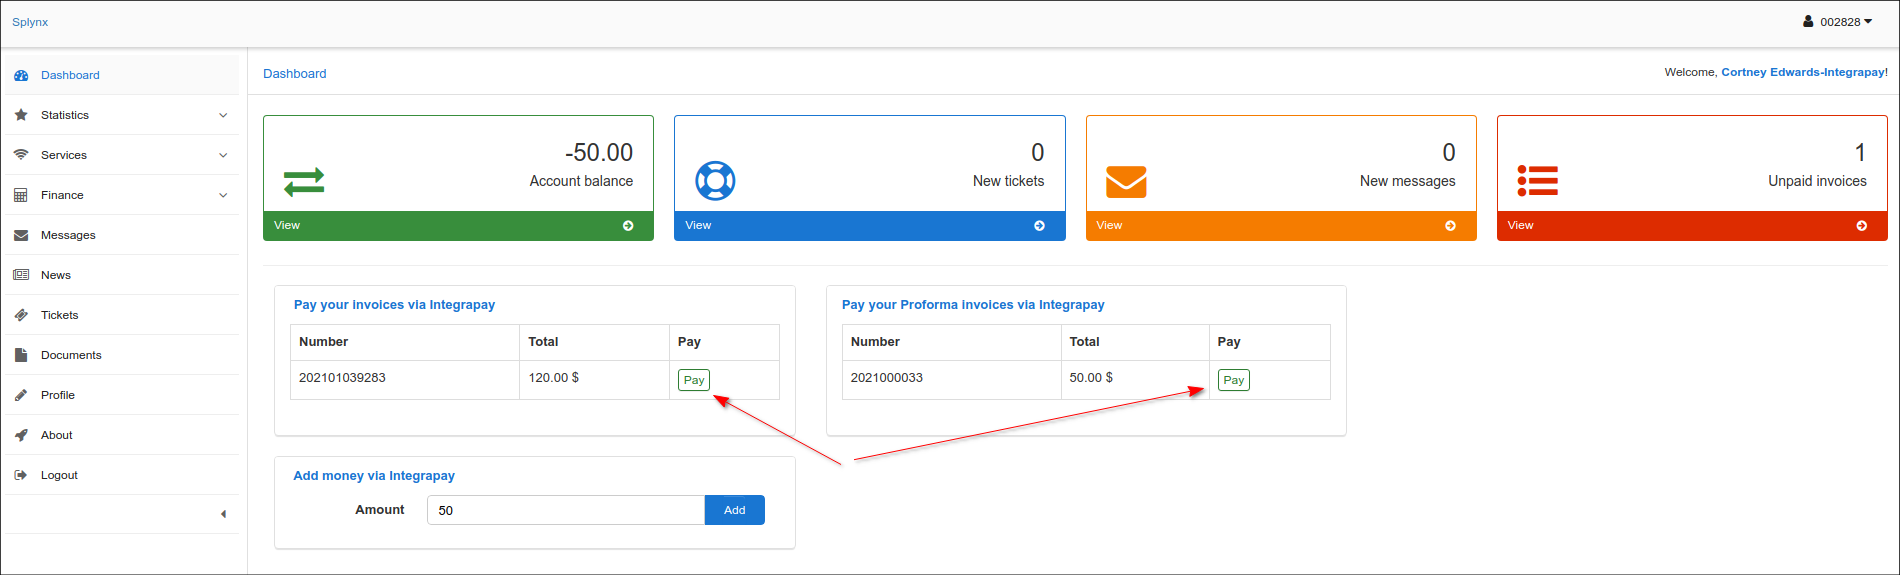 Splynx
002828
Dashboard
Statistics
Services
Finance
Messages
News
Tickets
Documents
Profile
About
Logout
Dashboard
Welcome, Cortney Edwards-Integrapay!
-50.00
Account balance
View
0
New tickets
View
0
New messages
View
1
Unpaid invoices
View
Pay your invoices via Integrapay
Number Total Pay
202101039283 120.00 $ Pay
Pay your Proforma invoices via Integrapay
Number Total Pay
2021000033 50.00 $ Pay
Add money via Integrapay
Amount 50 Add